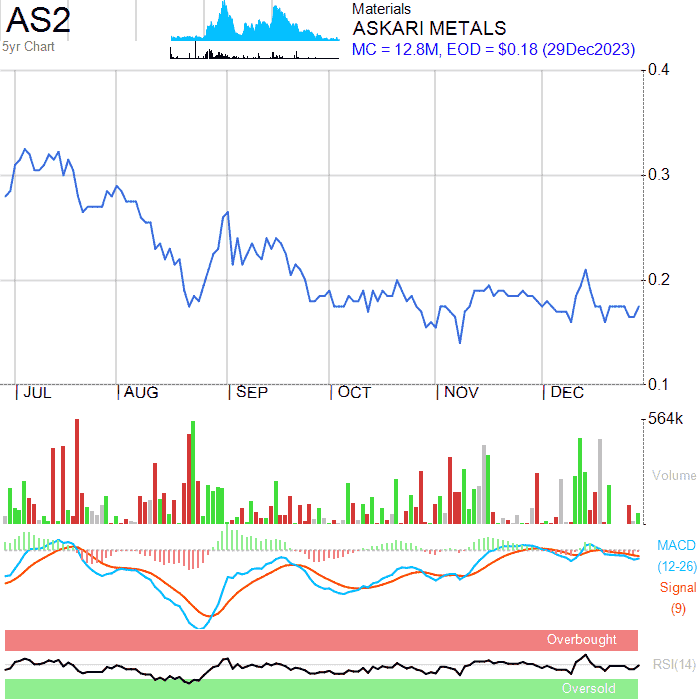 AS2
5yr Chart
Materials
ASKARI METALS
MC = 12.8M, EOD = $0.18 (29Dec2023)
0.4
0.3
0.2
0.1
JUL AUG SEP OCT NOV DEC
564k
Volume
MACD
(12-26)
Signal
(9)
Overbought
RSI(14)
Oversold